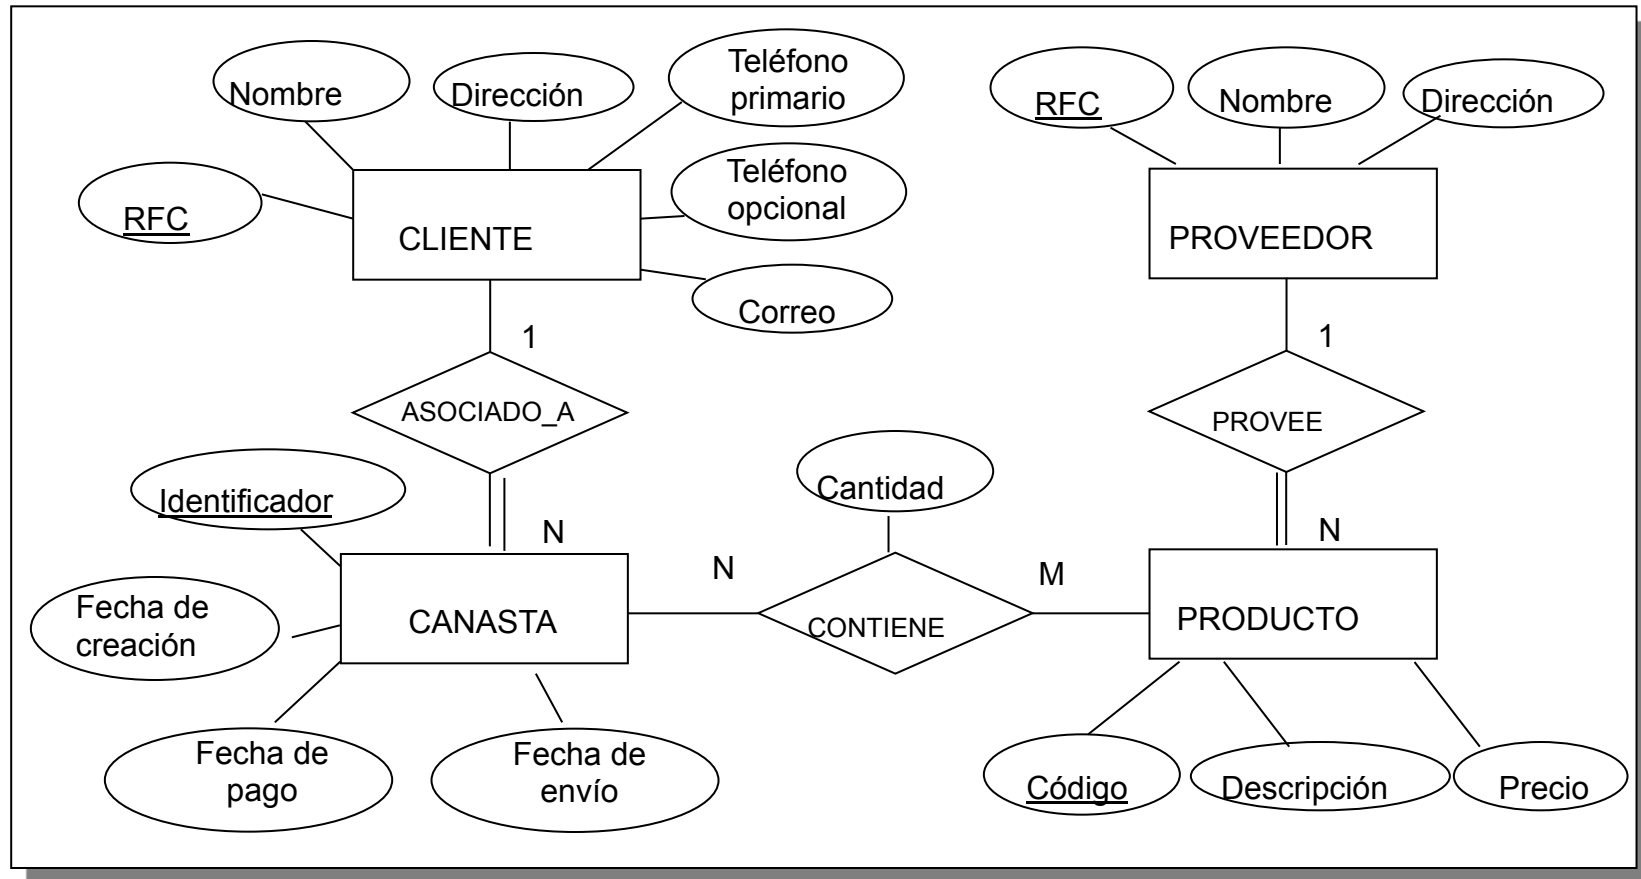 Nombre
Dirección
Teléfono
primario
RFC
Nombre
Dirección
Teléfono
opcional
RFC
CLIENTE
PROVEEDOR
Correo
1
1
ASOCIADO_A
PROVEE
Identificador
Cantidad
N
N
N
M
Fecha de
creación
CANASTA
CONTIENE
PRODUCTO
Fecha de
pago
Fecha de
envío
Código
Descripción
Precio